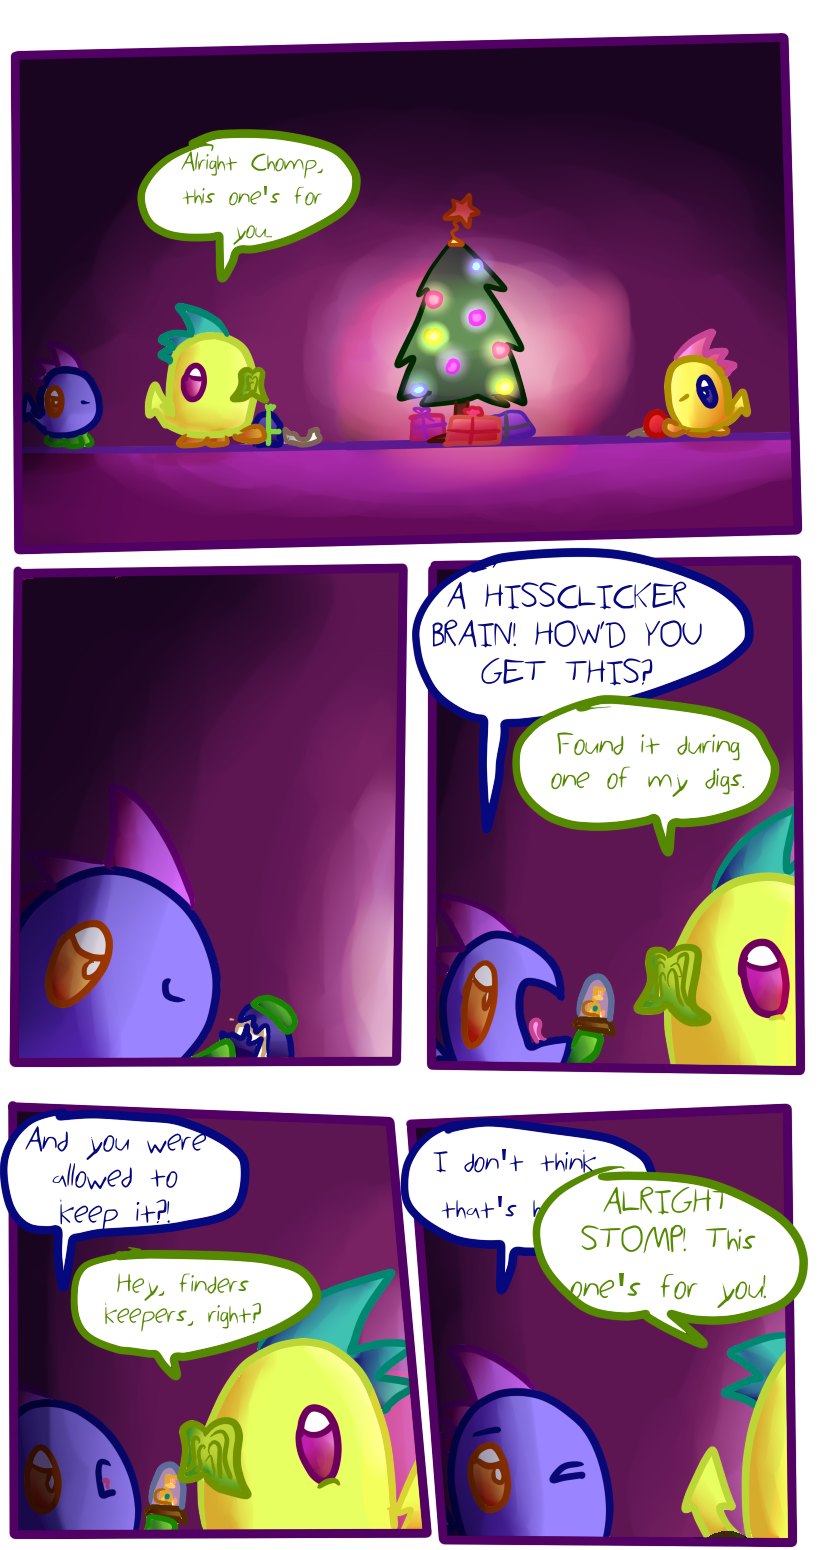 Alright Chomp,
this one's for
you.
A HISSCLICKER
BRAIN! HOW'D YOU
GET THIS?
Found it during
one of my digs.
And you were
allowed to
keep it?!
Hey, finders
keepers, right?
I don't think
that's h
ALRIGHT
STOMP! This
one's for you!